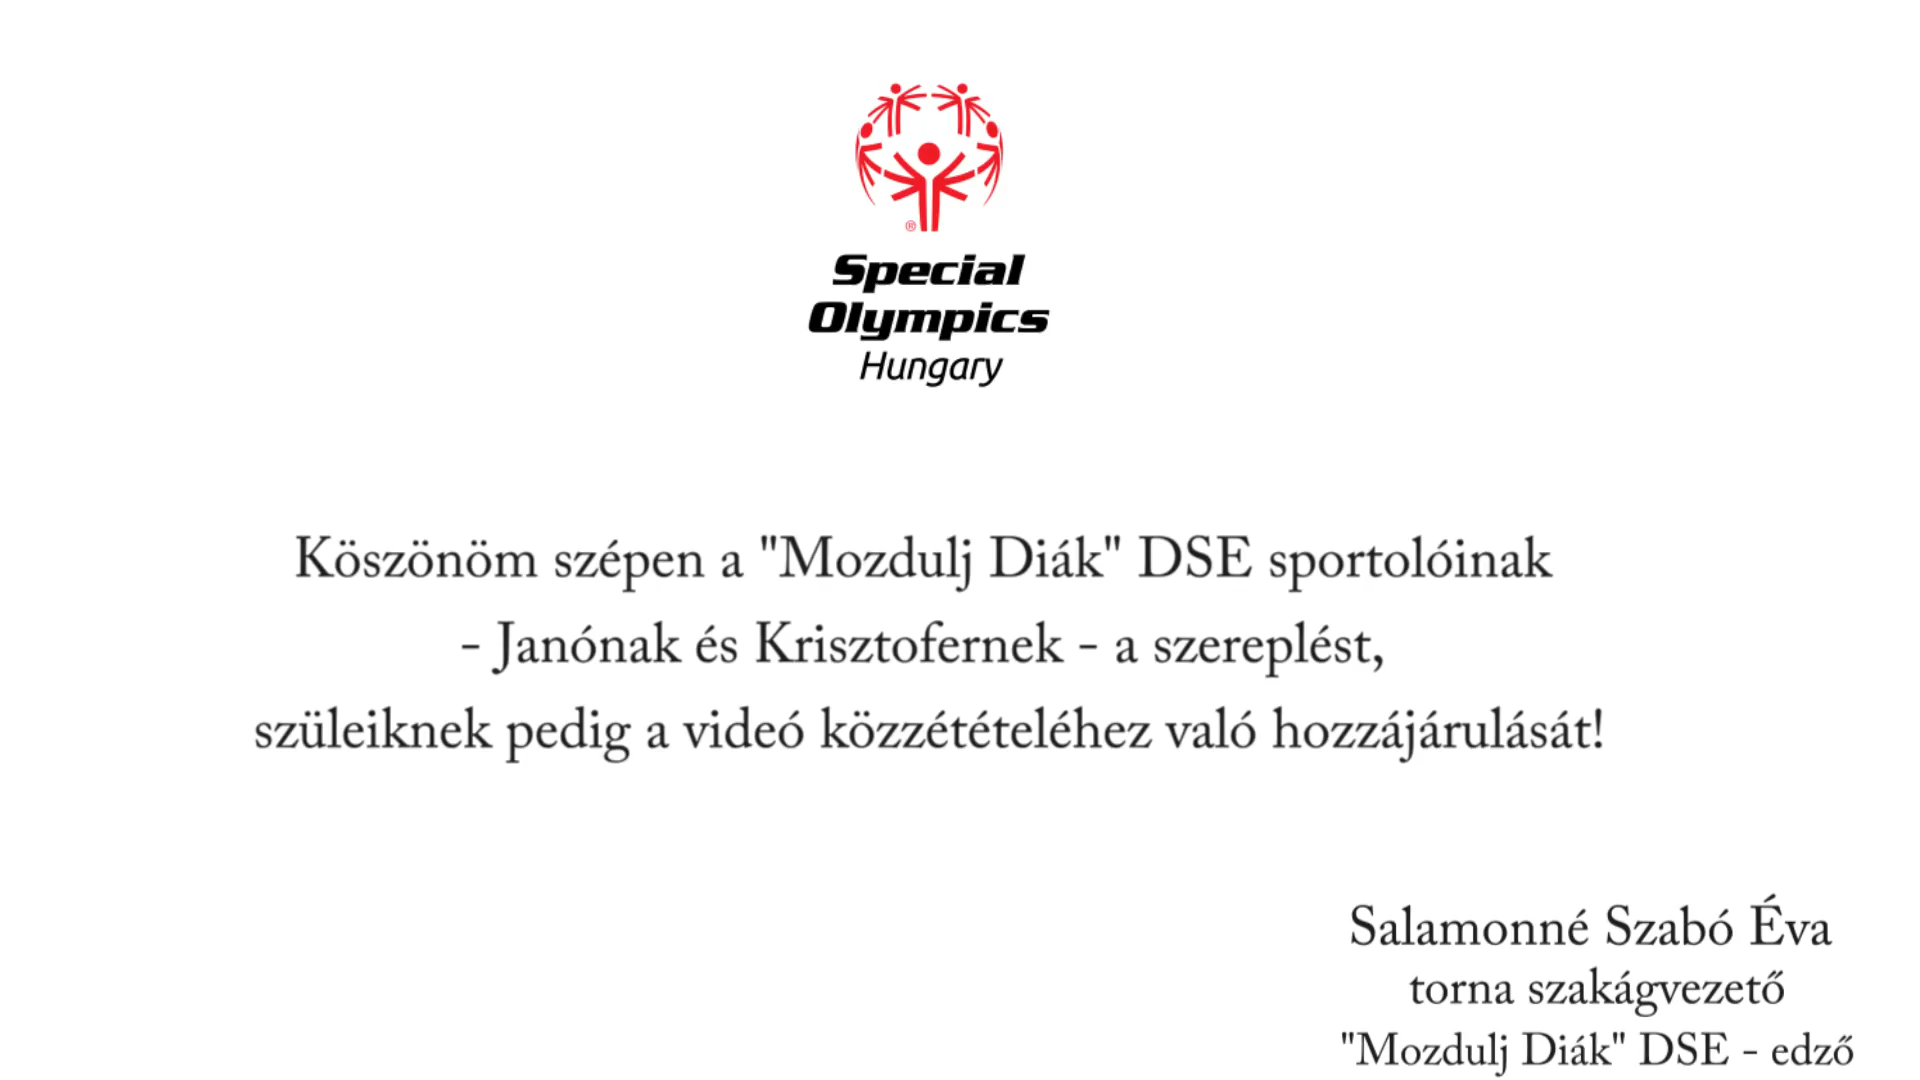 ®
Special
Olympics
Hungary
Köszönöm szépen a "Mozdulj Diák" DSE sportolóinak
- Janónak és Krisztofernek - a szereplést,
szüleiknek pedig a videó közzétételéhez való hozzájárulását!
Salamonné Szabó Éva
torna szakágvezető
"Mozdulj Diák" DSE - edző